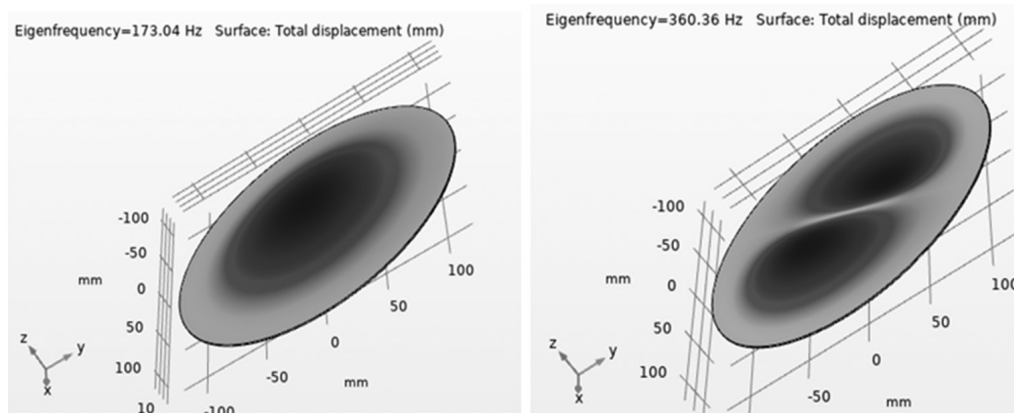 Eigenfrequency=173.04 Hz Surface: Total displacement (mm)
-100
-50
mm
0
50
100
10
-100
-50
0
50
100
mm
z
y
x
Eigenfrequency=360.36 Hz Surface: Total displacement (mm)
-100
-50
mm
0
50
100
-50
0
50
100
mm
z
y
x